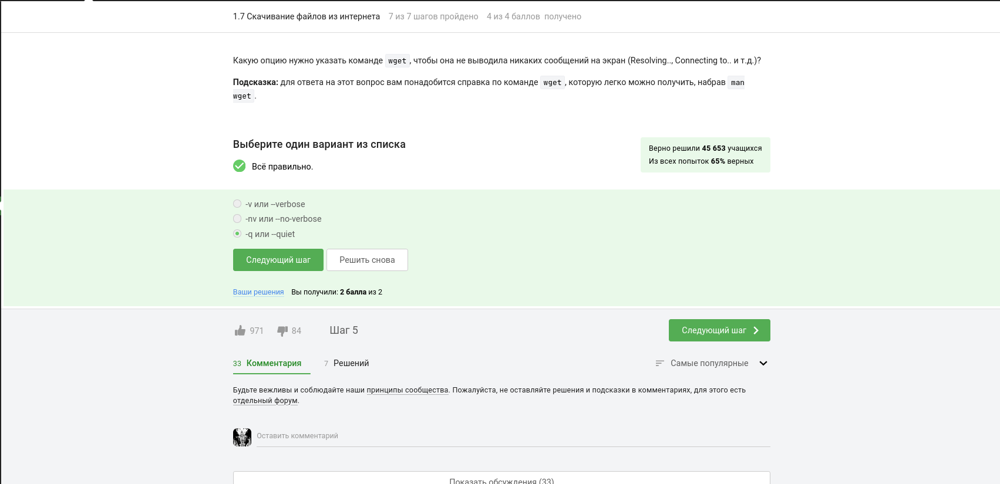 1.7 Скачивание файлов из интернета 7 из 7 шагов пройдено 4 из 4 баллов получено
Какую опцию нужно указать команде wget, чтобы она не выводила никаких сообщений на экран (Resolving.., Connecting to.. и т.д.)?
Подсказка: для ответа на этот вопрос вам понадобится справка по команде wget, которую легко можно получить, набрав man
wget.
Выберите один вариант из списка
Всё правильно.
Верно решили 45 653 учащихся
Из всех попыток 65% верных
-v или --verbose
-nv или --no-verbose
-q или --quiet
Следующий шаг Решить снова
Ваши решения Вы получили: 2 балла из 2
971 84 Шаг 5 Следующий шаг
33 Комментария 7 Решений Самые популярные
Будьте вежливы и соблюдайте наши принципы сообщества. Пожалуйста, не оставляйте решения и подсказки в комментариях, для этого есть
отдельный форум.
Оставить комментарий
Показать обсуждения (33)